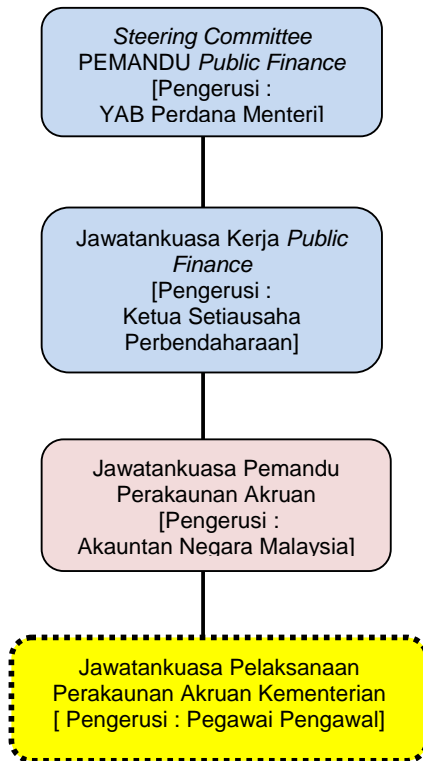 Steering Committee
PEMANDU Public Finance
[Pengerusi :
YAB Perdana Menteri]
Jawatankuasa Kerja Public
Finance
[Pengerusi :
Ketua Setiausaha
Perbendaharaan]
Jawatankuasa Pemandu
Perakaunan Akruan
[Pengerusi :
Akauntan Negara Malaysia]
Jawatankuasa Pelaksanaan
Perakaunan Akruan Kementerian
[ Pengerusi : Pegawai Pengawal]